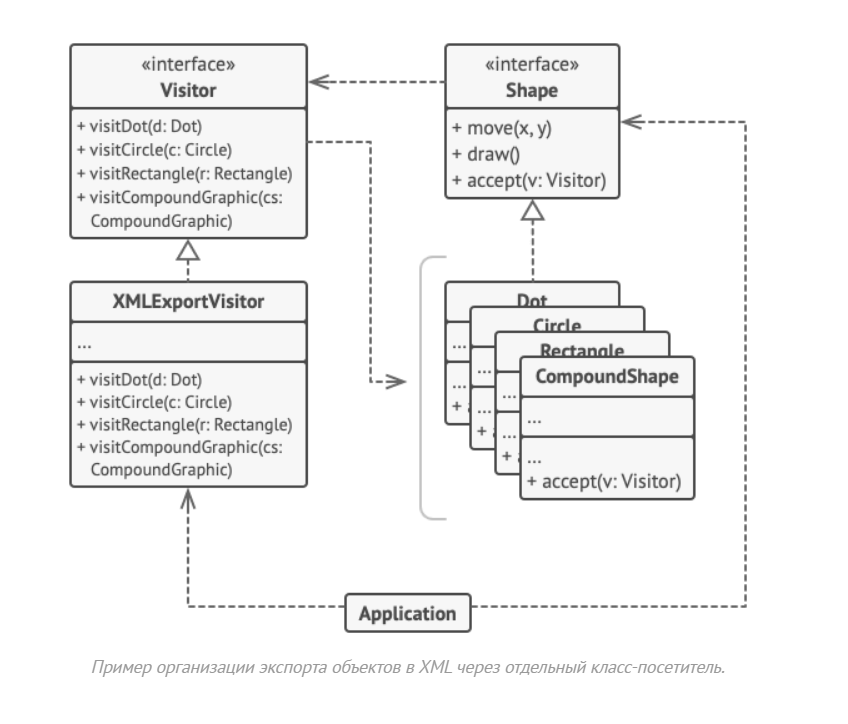 «interface»
Visitor
+ visitDot(d: Dot)
+ visitCircle(c: Circle)
+ visitRectangle(r: Rectangle)
+ visitCompoundGraphic(cs:
CompoundGraphic)
«interface»
Shape
+ move(x, y)
+ draw()
+ accept(v: Visitor)
XMLExportVisitor
...
+ visitDot(d: Dot)
+ visitCircle(c: Circle)
+ visitRectangle(r: Rectangle)
+ visitCompoundGraphic(cs:
CompoundGraphic)
Dot
...
...
+
Circle
...
...
+
Rectangle
...
...
+
CompoundShape
...
...
+ accept(v: Visitor)
Application
Пример организации экспорта объектов в XML через отдельный класс-посетитель.